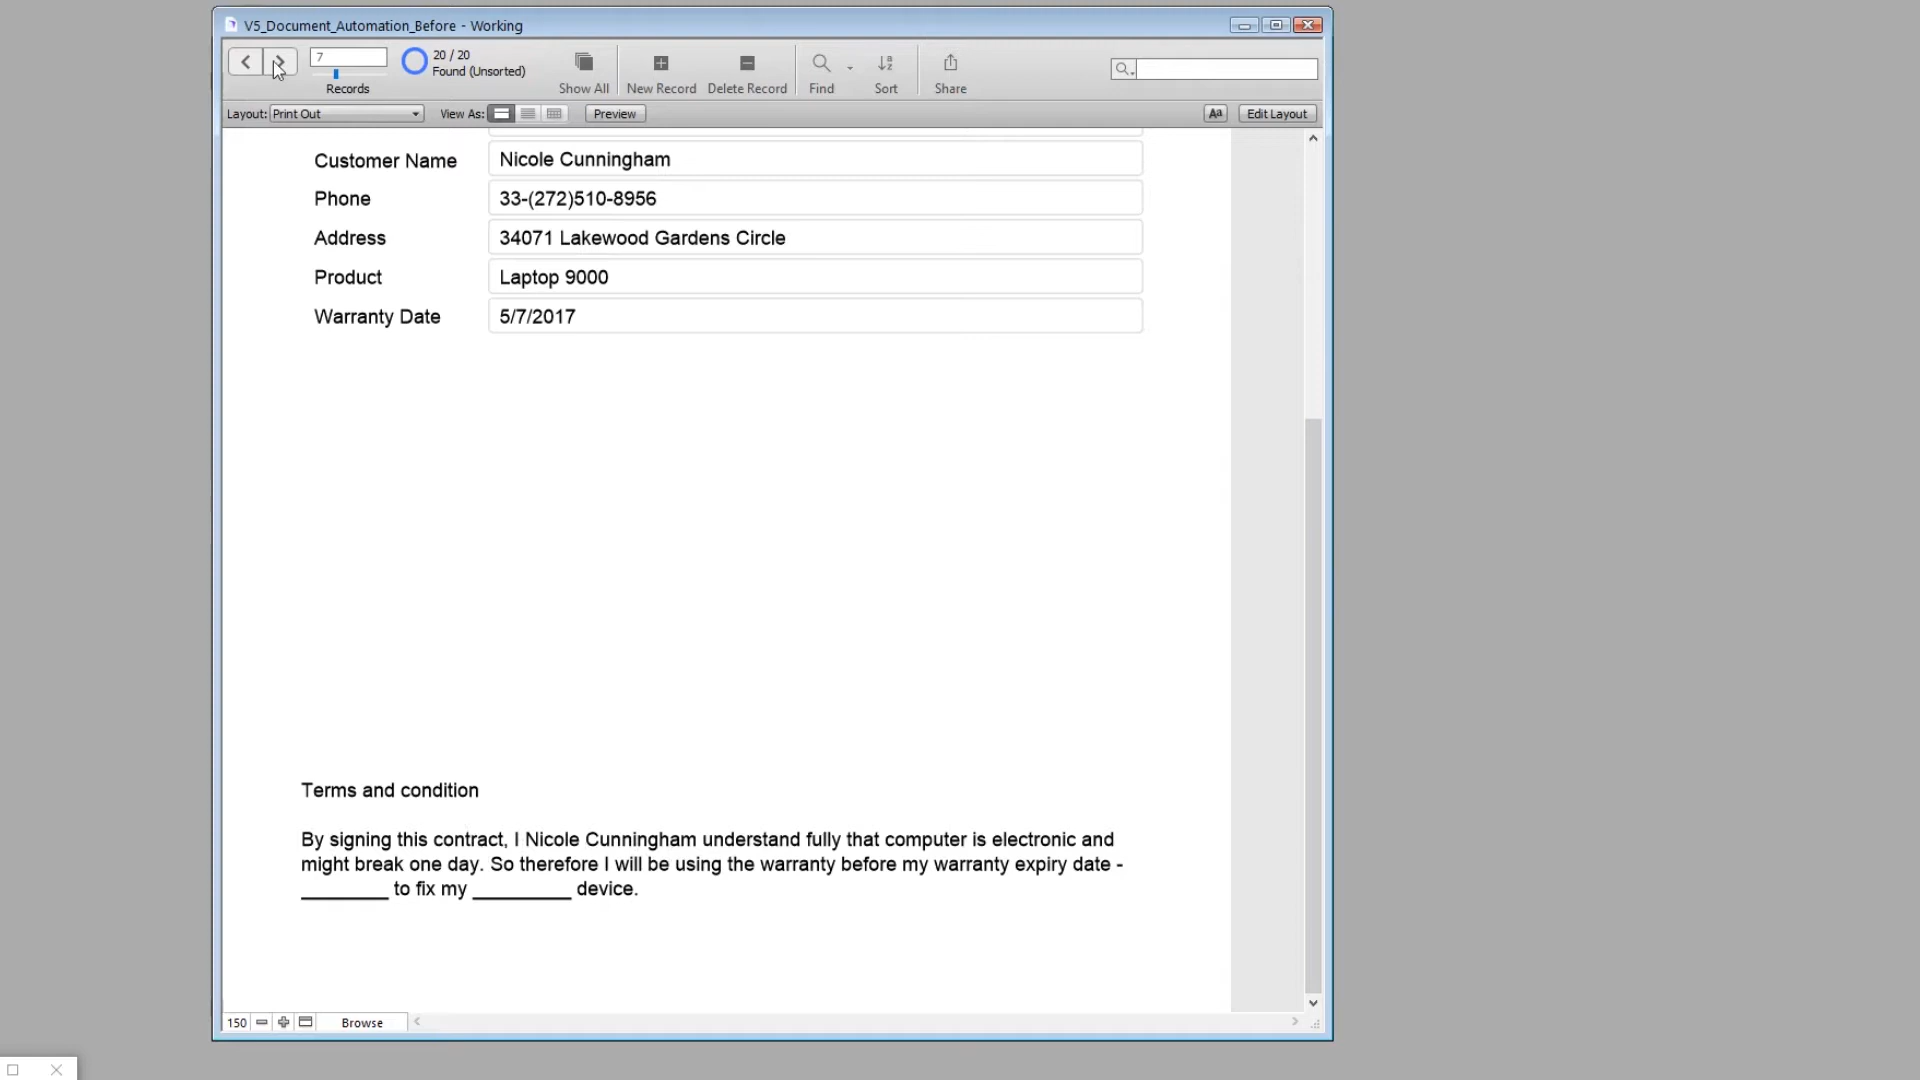 V5_Document_Automation_Before - Working
7
20 / 20
Found (Unsorted)
Records
Show All
New Record
Delete Record
Find
Sort
Share
Layout: Print Out
View As:
Preview
Aa
Edit Layout
Customer Name Nicole Cunningham
Phone 33-(272)510-8956
Address 34071 Lakewood Gardens Circle
Product Laptop 9000
Warranty Date 5/7/2017
Terms and condition
By signing this contract, I Nicole Cunningham understand fully that computer is electronic and
might break one day. So therefore I will be using the warranty before my warranty expiry date -
________ to fix my _________ device.
150
Browse